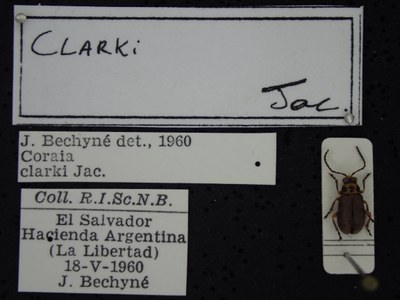 CLARKi
Jac.
J. Bechyné det., 1960
Coraia
clarki Jac.
Coll. R.I.Sc.N.B.
El Salvador
Hacienda Argentina
(La Libertad)
18-V-1960
J. Bechyné